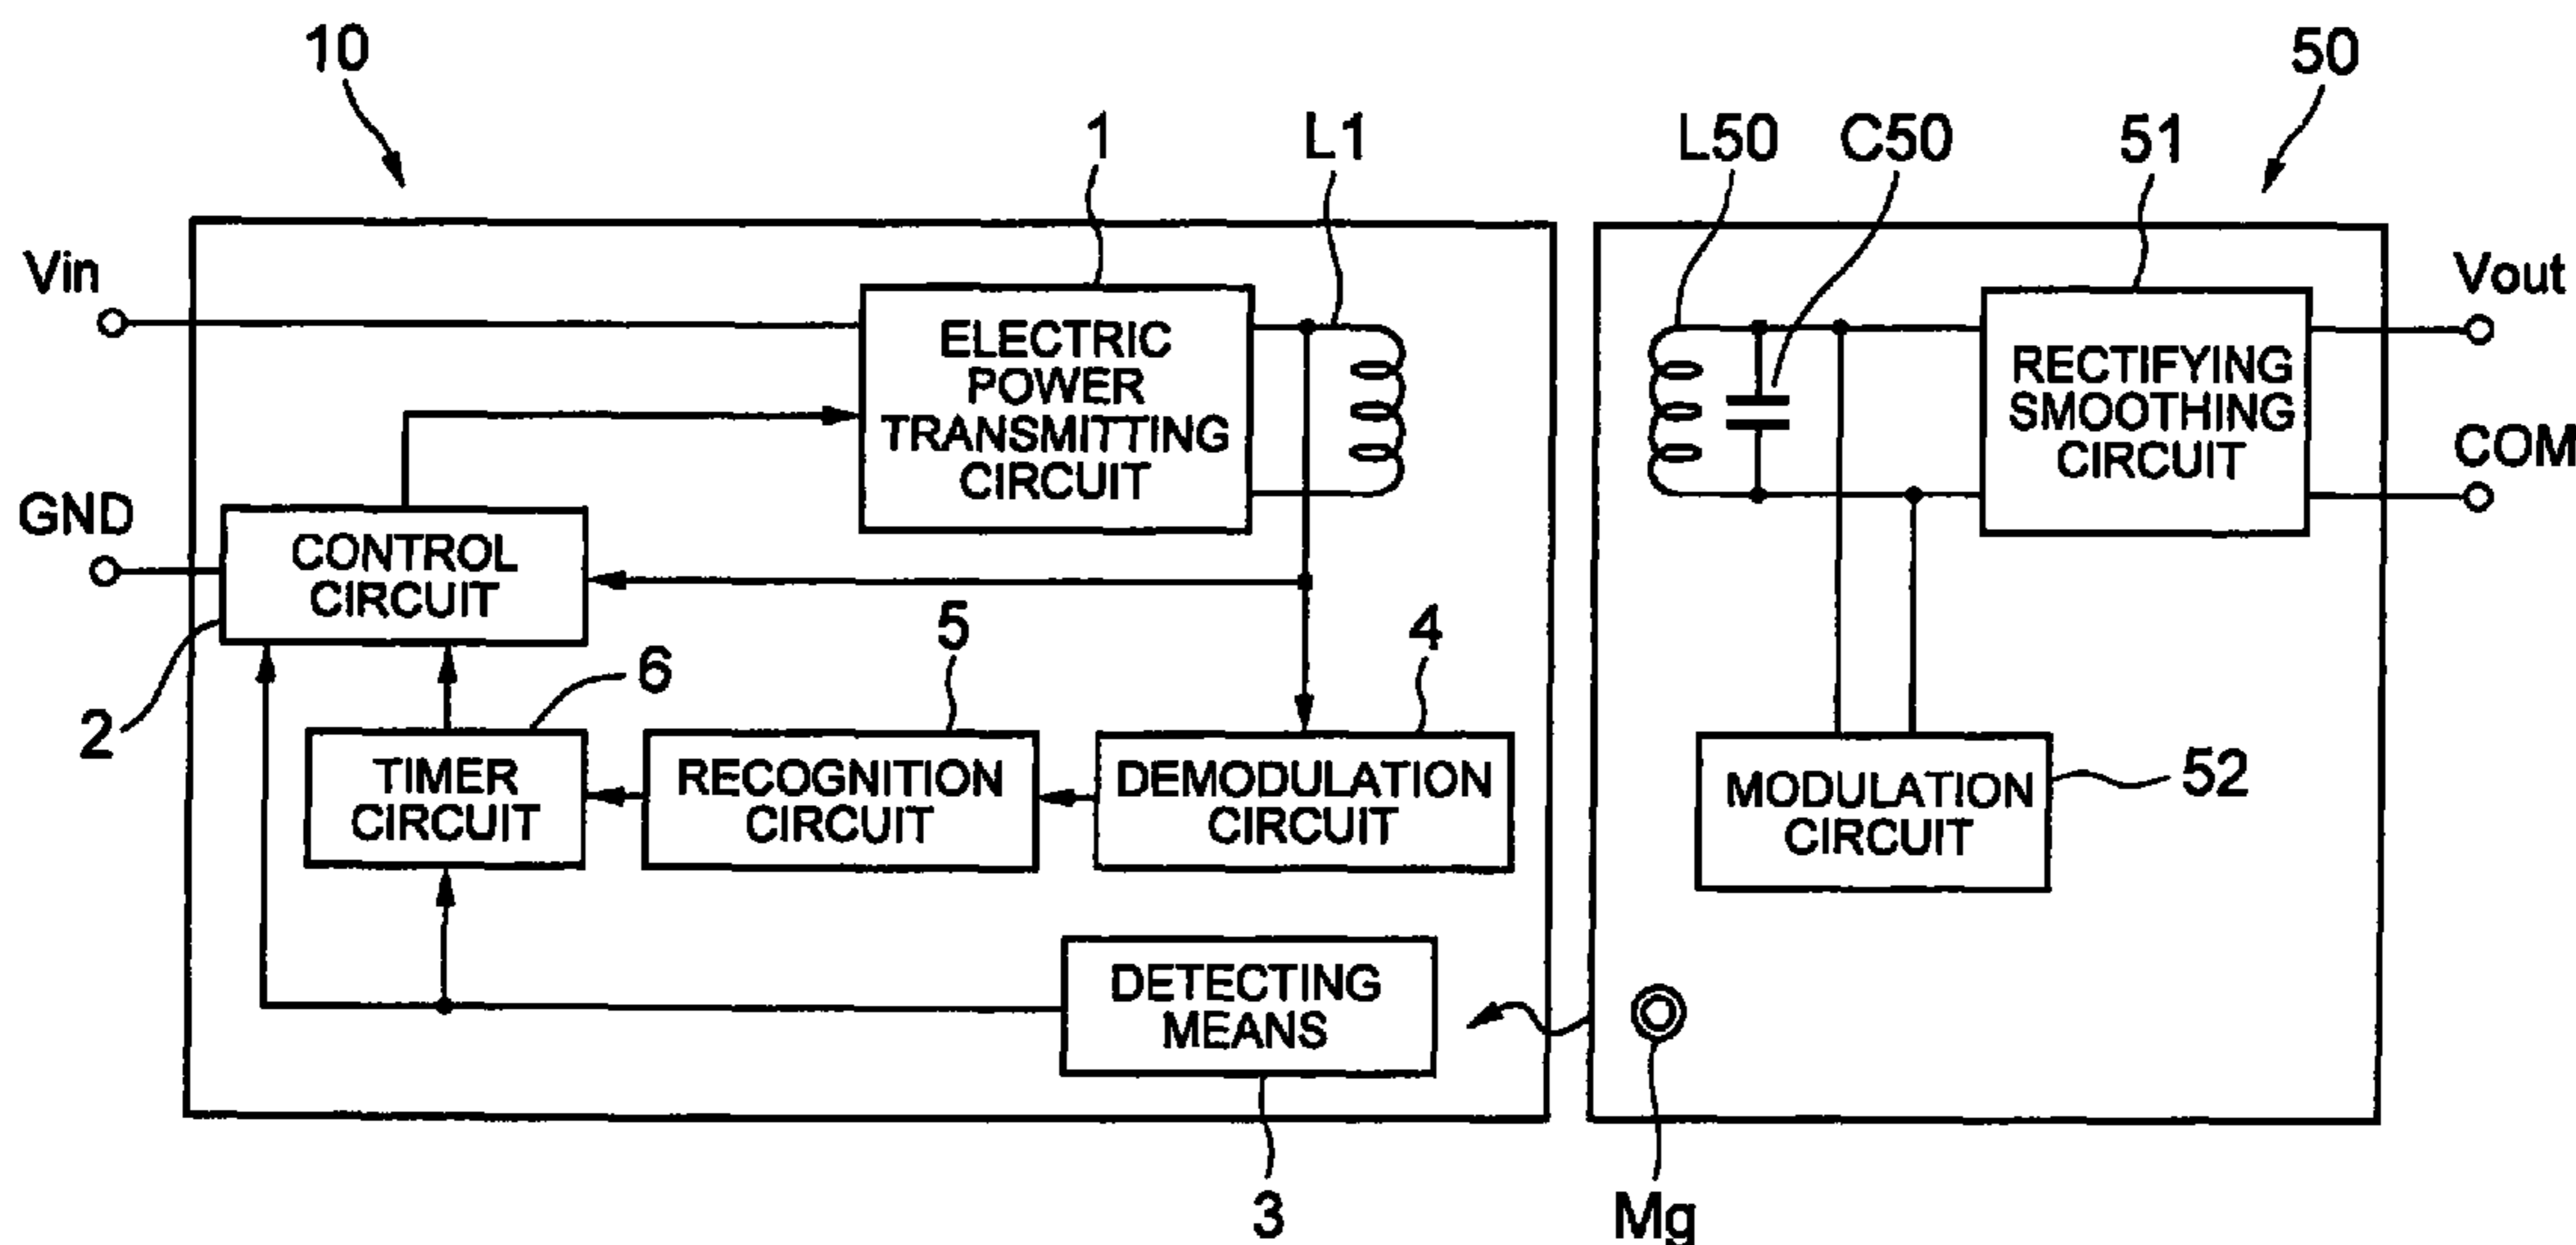 10
50
1
L1
L50
C50
51
Vin
Vout
ELECTRIC
POWER
TRANSMITTING
CIRCUIT
RECTIFYING
SMOOTHING
CIRCUIT
COM
GND
CONTROL
CIRCUIT
2
6
5
4
TIMER
CIRCUIT
RECOGNITION
CIRCUIT
DEMODULATION
CIRCUIT
MODULATION
CIRCUIT
52
DETECTING
MEANS
3
Mg